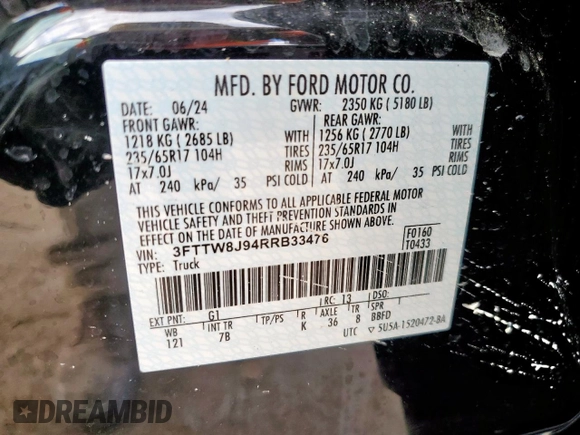 MFD. BY FORD MOTOR CO.
DATE: 06/24 GVWR: 2350 KG ( 5180 LB)
FRONT GAWR: REAR GAWR:
1218 KG ( 2685 LB) WITH 1256 KG ( 2770 LB) WITH
235/65R17 104H TIRES 235/65R17 104H TIRES
17x7.0J RIMS 17x7.0J RIMS
AT 240 kPa/ 35 PSI COLD AT 240 kPa/ 35 PSI COLD
THIS VEHICLE CONFORMS TO ALL APPLICABLE FEDERAL MOTOR
VEHICLE SAFETY AND THEFT PREVENTION STANDARDS IN
EFFECT ON THE DATE OF MANUFACTURE SHOWN ABOVE.
VIN: 3FTTW8J94RRB33476 F0160
TYPE: Truck T0433
EXT PNT: G1 RC: 13 DSO:
WB INT TR TP/PS R AXLE TR SPR
121 7B K 36 8 BBFD
UTC 5U5A-1520472-BA
DREAMBID